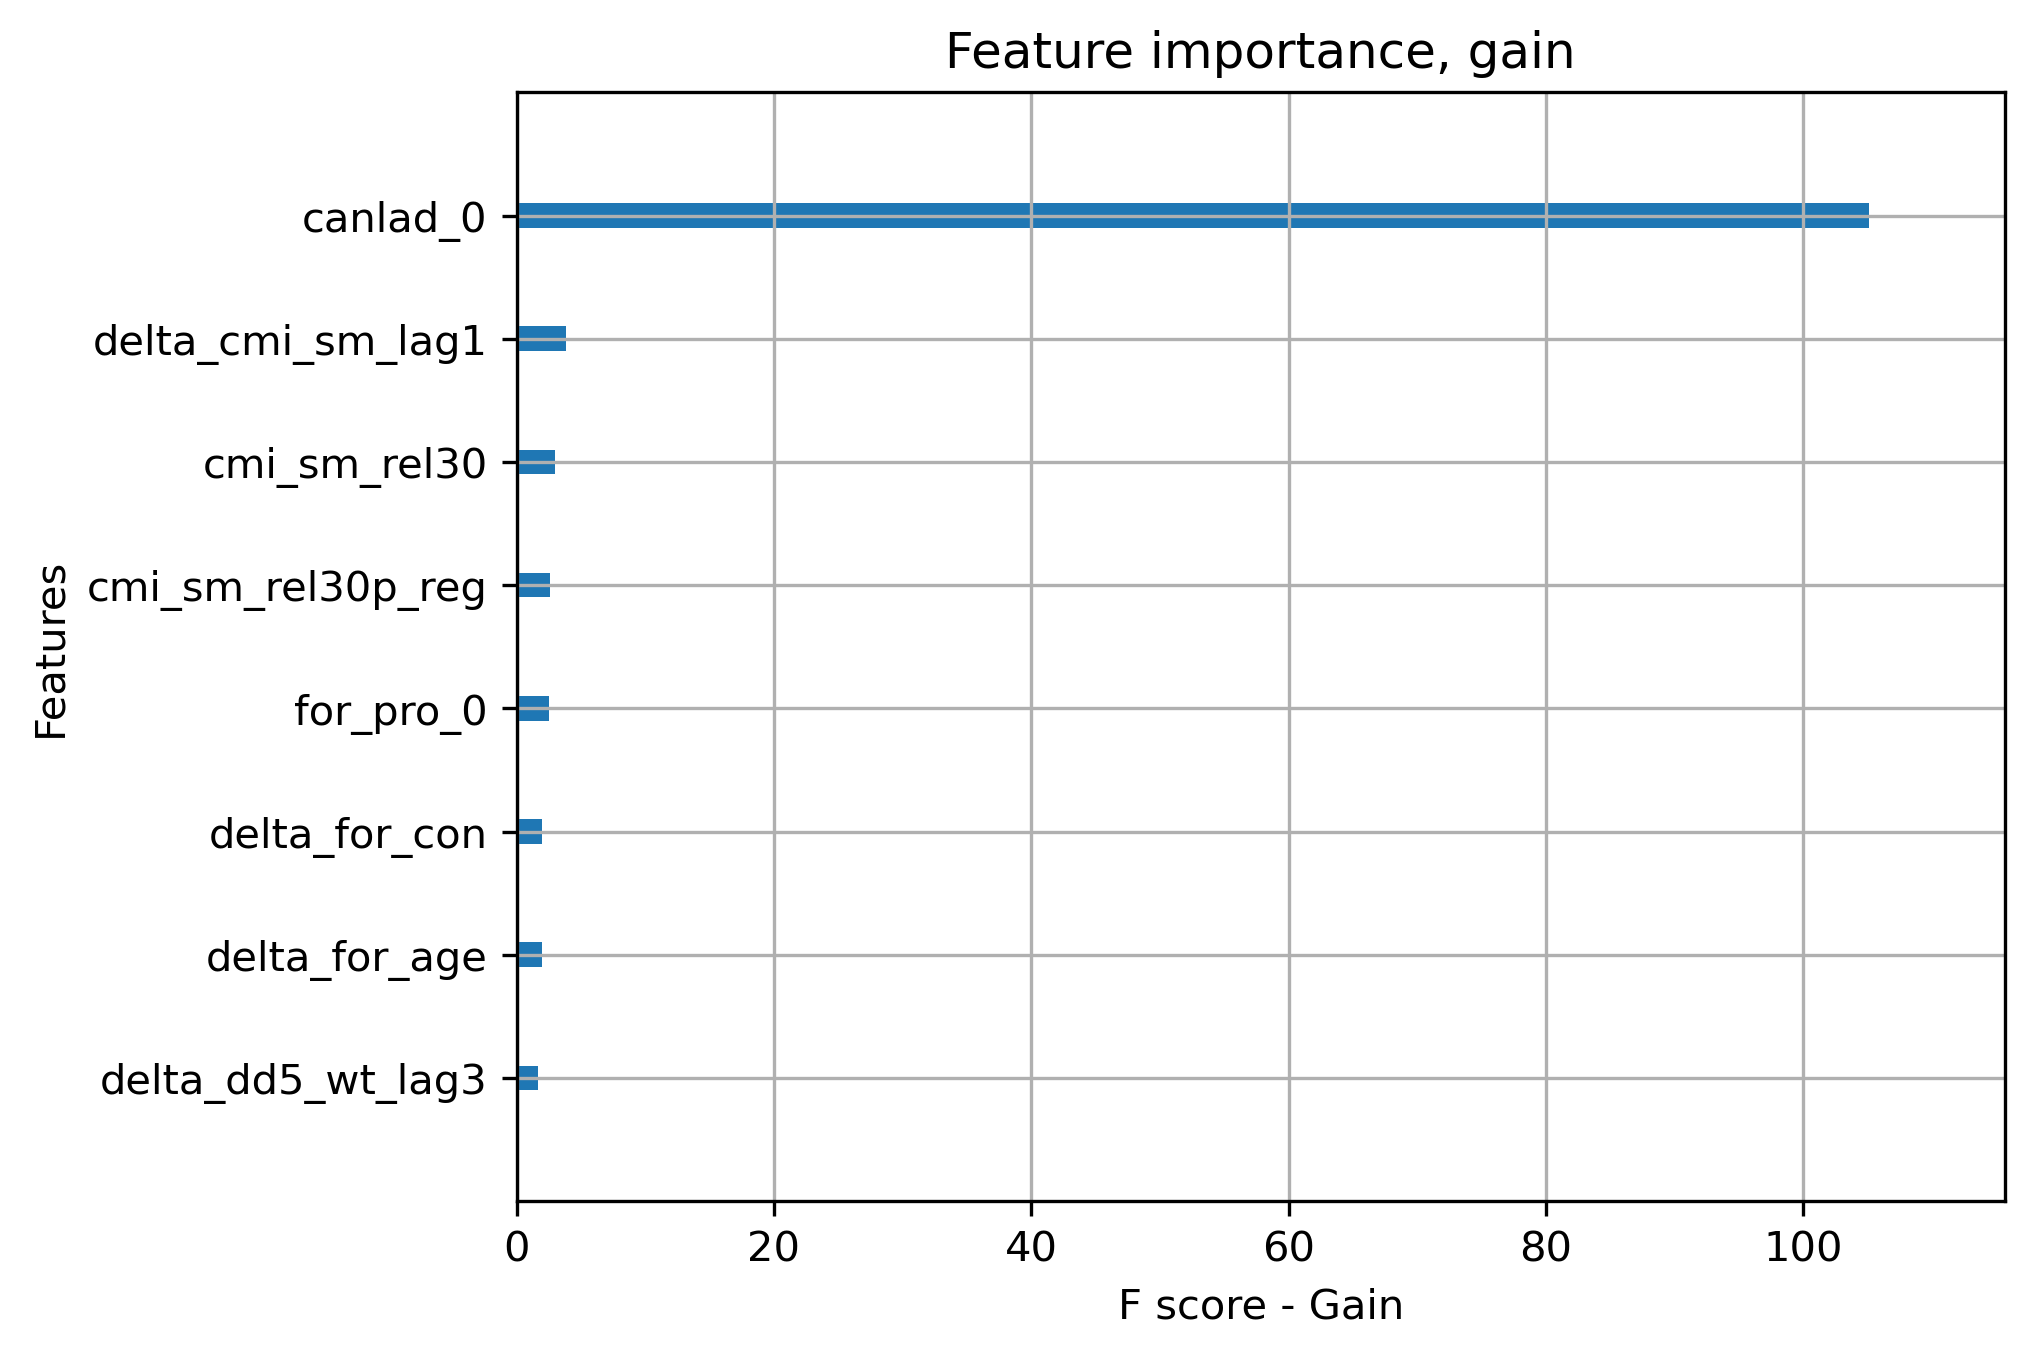 Feature importance, gain
canlad_0
delta_cmi_sm_lag1
cmi_sm_rel30
cmi_sm_rel30p_reg
for_pro_0
delta_for_con
delta_for_age
delta_dd5_wt_lag3
Features
0 20 40 60 80 100
F score - Gain